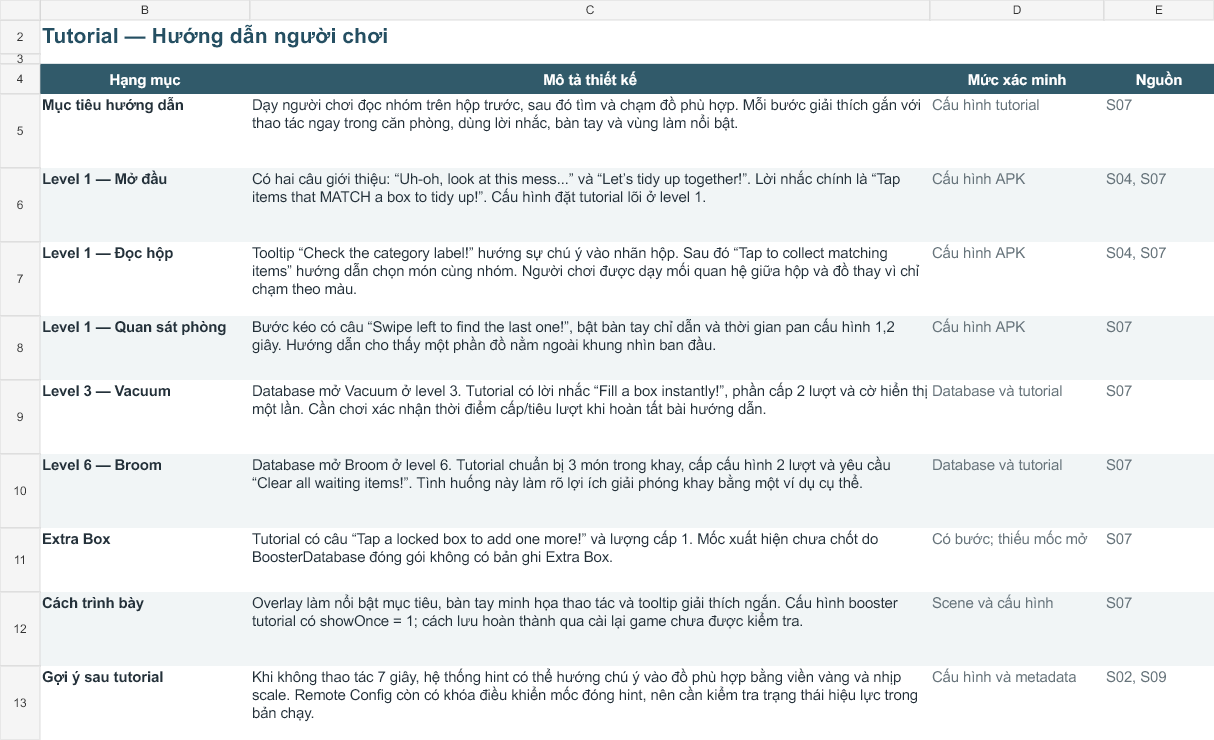 B C D E
2 Tutorial — Hướng dẫn người chơi
3
4 Hạng mục Mô tả thiết kế Mức xác minh Nguồn
5 Mục tiêu hướng dẫn Dạy người chơi đọc nhóm trên hộp trước, sau đó tìm và chạm đồ phù hợp. Mỗi bước giải thích gắn với Cấu hình tutorial S07
thao tác ngay trong căn phòng, dùng lời nhắc, bàn tay và vùng làm nổi bật.
6 Level 1 — Mở đầu Có hai câu giới thiệu: “Uh-oh, look at this mess...” và “Let’s tidy up together!”. Lời nhắc chính là “Tap Cấu hình APK S04, S07
items that MATCH a box to tidy up!”. Cấu hình đặt tutorial lõi ở level 1.
7 Level 1 — Đọc hộp Tooltip “Check the category label!” hướng sự chú ý vào nhãn hộp. Sau đó “Tap to collect matching Cấu hình APK S04, S07
items” hướng dẫn chọn món cùng nhóm. Người chơi được dạy mối quan hệ giữa hộp và đồ thay vì chỉ
chạm theo màu.
8 Level 1 — Quan sát phòng Bước kéo có câu “Swipe left to find the last one!”, bật bàn tay chỉ dẫn và thời gian pan cấu hình 1,2 Cấu hình APK S07
giây. Hướng dẫn cho thấy một phần đồ nằm ngoài khung nhìn ban đầu.
9 Level 3 — Vacuum Database mở Vacuum ở level 3. Tutorial có lời nhắc “Fill a box instantly!”, phần cấp 2 lượt và cờ hiển thị Database và tutorial S07
một lần. Cần chơi xác nhận thời điểm cấp/tiêu lượt khi hoàn tất bài hướng dẫn.
10 Level 6 — Broom Database mở Broom ở level 6. Tutorial chuẩn bị 3 món trong khay, cấp cấu hình 2 lượt và yêu cầu Database và tutorial S07
“Clear all waiting items!”. Tình huống này làm rõ lợi ích giải phóng khay bằng một ví dụ cụ thể.
11 Extra Box Tutorial có câu “Tap a locked box to add one more!” và lượng cấp 1. Mốc xuất hiện chưa chốt do Có bước; thiếu mốc mở S07
BoosterDatabase đóng gói không có bản ghi Extra Box.
12 Cách trình bày Overlay làm nổi bật mục tiêu, bàn tay minh họa thao tác và tooltip giải thích ngắn. Cấu hình booster Scene và cấu hình S07
tutorial có showOnce = 1; cách lưu hoàn thành qua cài lại game chưa được kiểm tra.
13 Gợi ý sau tutorial Khi không thao tác 7 giây, hệ thống hint có thể hướng chú ý vào đồ phù hợp bằng viền vàng và nhịp Cấu hình và metadata S02, S09
scale. Remote Config còn có khóa điều khiển mốc đóng hint, nên cần kiểm tra trạng thái hiệu lực trong
bản chạy.